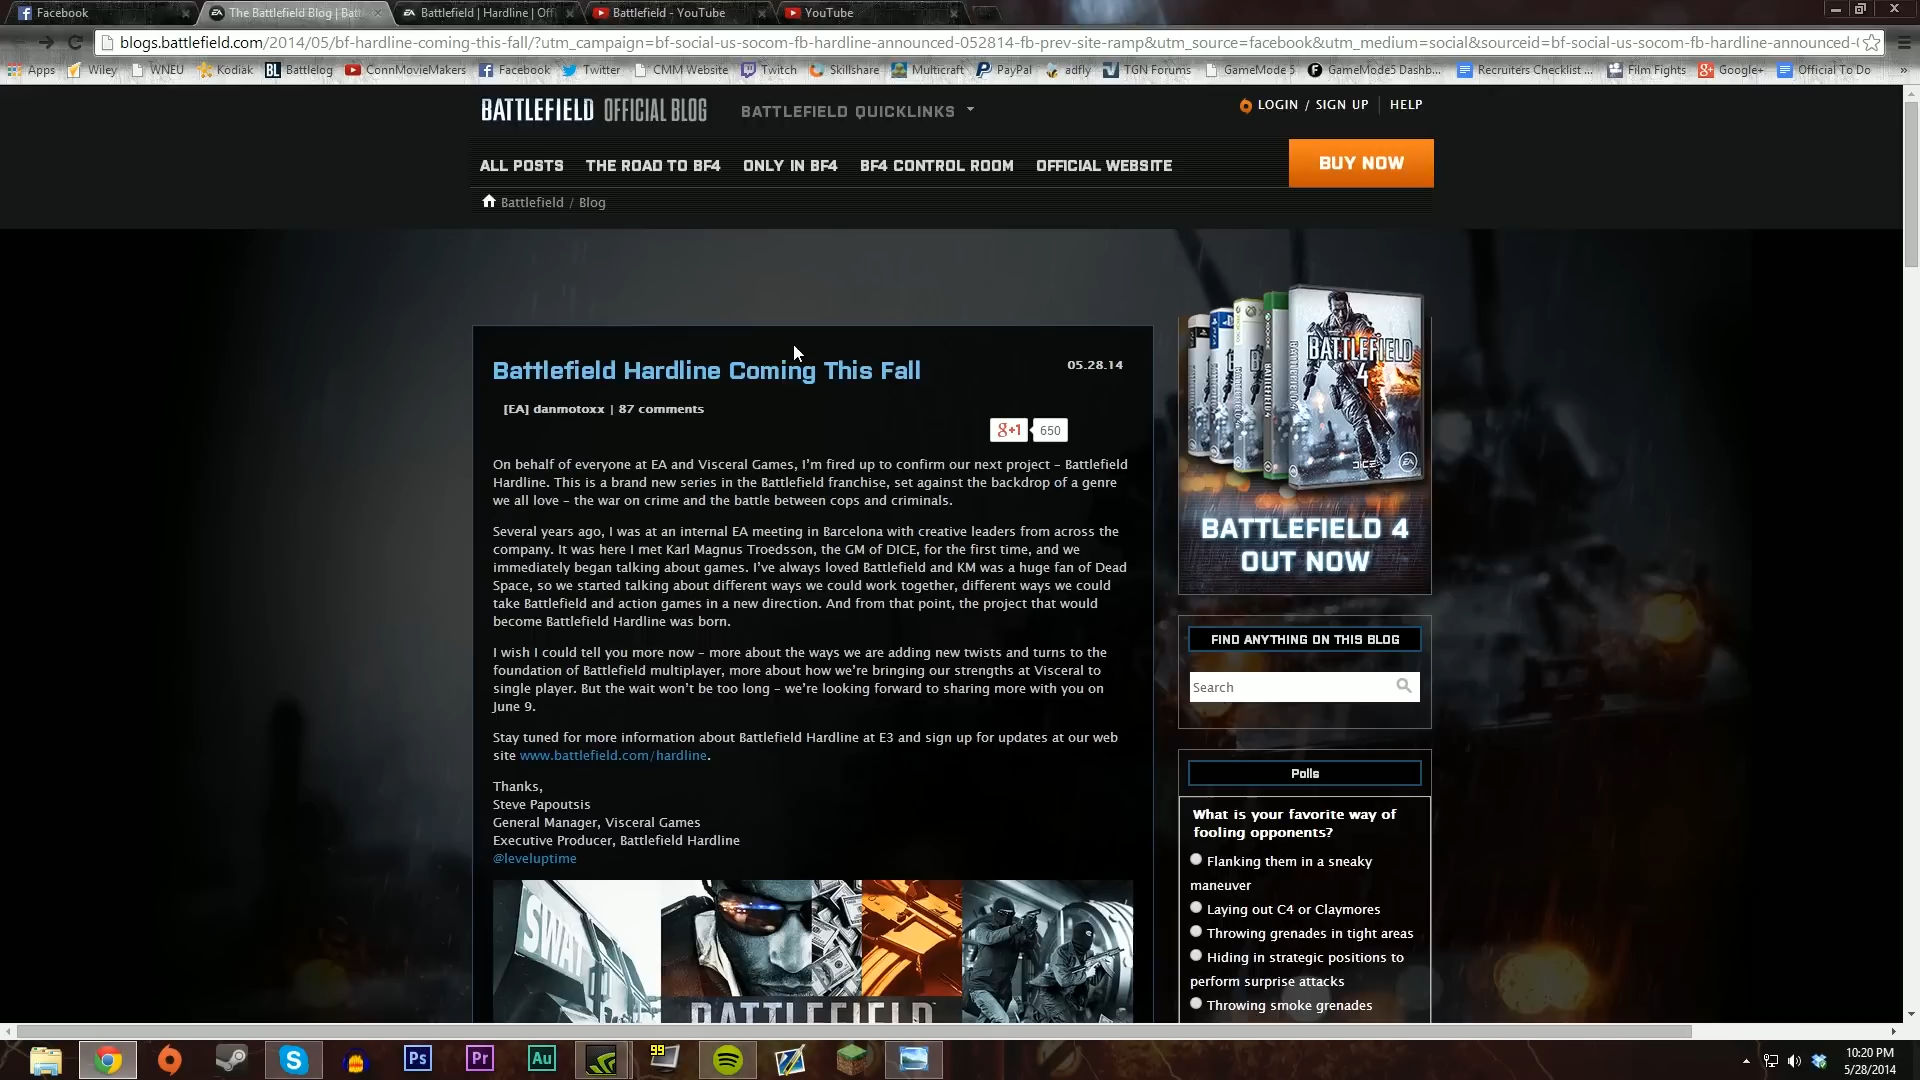 Facebook
The Battlefield Blog | Batt
Battlefield | Hardline | Off
Battlefield - YouTube
YouTube
blogs.battlefield.com/2014/05/bf-hardline-coming-this-fall/?utm_campaign=bf-social-us-socom-fb-hardline-announced-052814-fb-prev-site-ramp&utm_source=facebook&utm_medium=social&sourceid=bf-social-us-socom-fb-hardline-announced-
Apps Wiley WNEU Kodiak BL Battlelog ConnMovieMakers Facebook Twitter CMM Website Twitch Skillshare Multicraft PayPal adfly TGN Forums GameMode 5 GameMode5 Dashb... Recruiters Checklist ... Film Fights Google+ Official To Do »
BATTLEFIELD OFFICIAL BLOG
BATTLEFIELD QUICKLINKS
LOGIN / SIGN UP HELP
ALL POSTS THE ROAD TO BF4 ONLY IN BF4 BF4 CONTROL ROOM OFFICIAL WEBSITE
BUY NOW
Battlefield / Blog
Battlefield Hardline Coming This Fall
05.28.14
[EA] danmotoxx | 87 comments
g+1 650
On behalf of everyone at EA and Visceral Games, I'm fired up to confirm our next project – Battlefield
Hardline. This is a brand new series in the Battlefield franchise, set against the backdrop of a genre
we all love – the war on crime and the battle between cops and criminals.
Several years ago, I was at an internal EA meeting in Barcelona with creative leaders from across the
company. It was here I met Karl Magnus Troedsson, the GM of DICE, for the first time, and we
immediately began talking about games. I've always loved Battlefield and KM was a huge fan of Dead
Space, so we started talking about different ways we could work together, different ways we could
take Battlefield and action games in a new direction. And from that point, the project that would
become Battlefield Hardline was born.
I wish I could tell you more now – more about the ways we are adding new twists and turns to the
foundation of Battlefield multiplayer, more about how we're bringing our strengths at Visceral to
single player. But the wait won't be too long – we're looking forward to sharing more with you on
June 9.
Stay tuned for more information about Battlefield Hardline at E3 and sign up for updates at our web
site www.battlefield.com/hardline.
Thanks,
Steve Papoutsis
General Manager, Visceral Games
Executive Producer, Battlefield Hardline
@leveluptime
SWAT
BATTLEFIELD
BATTLEFIELD
4
DICE EA
BATTLEFIELD 4
OUT NOW
FIND ANYTHING ON THIS BLOG
Search
Polls
What is your favorite way of
fooling opponents?
Flanking them in a sneaky
maneuver
Laying out C4 or Claymores
Throwing grenades in tight areas
Hiding in strategic positions to
perform surprise attacks
Throwing smoke grenades
Ps Pr Au 99
10:20 PM
5/28/2014